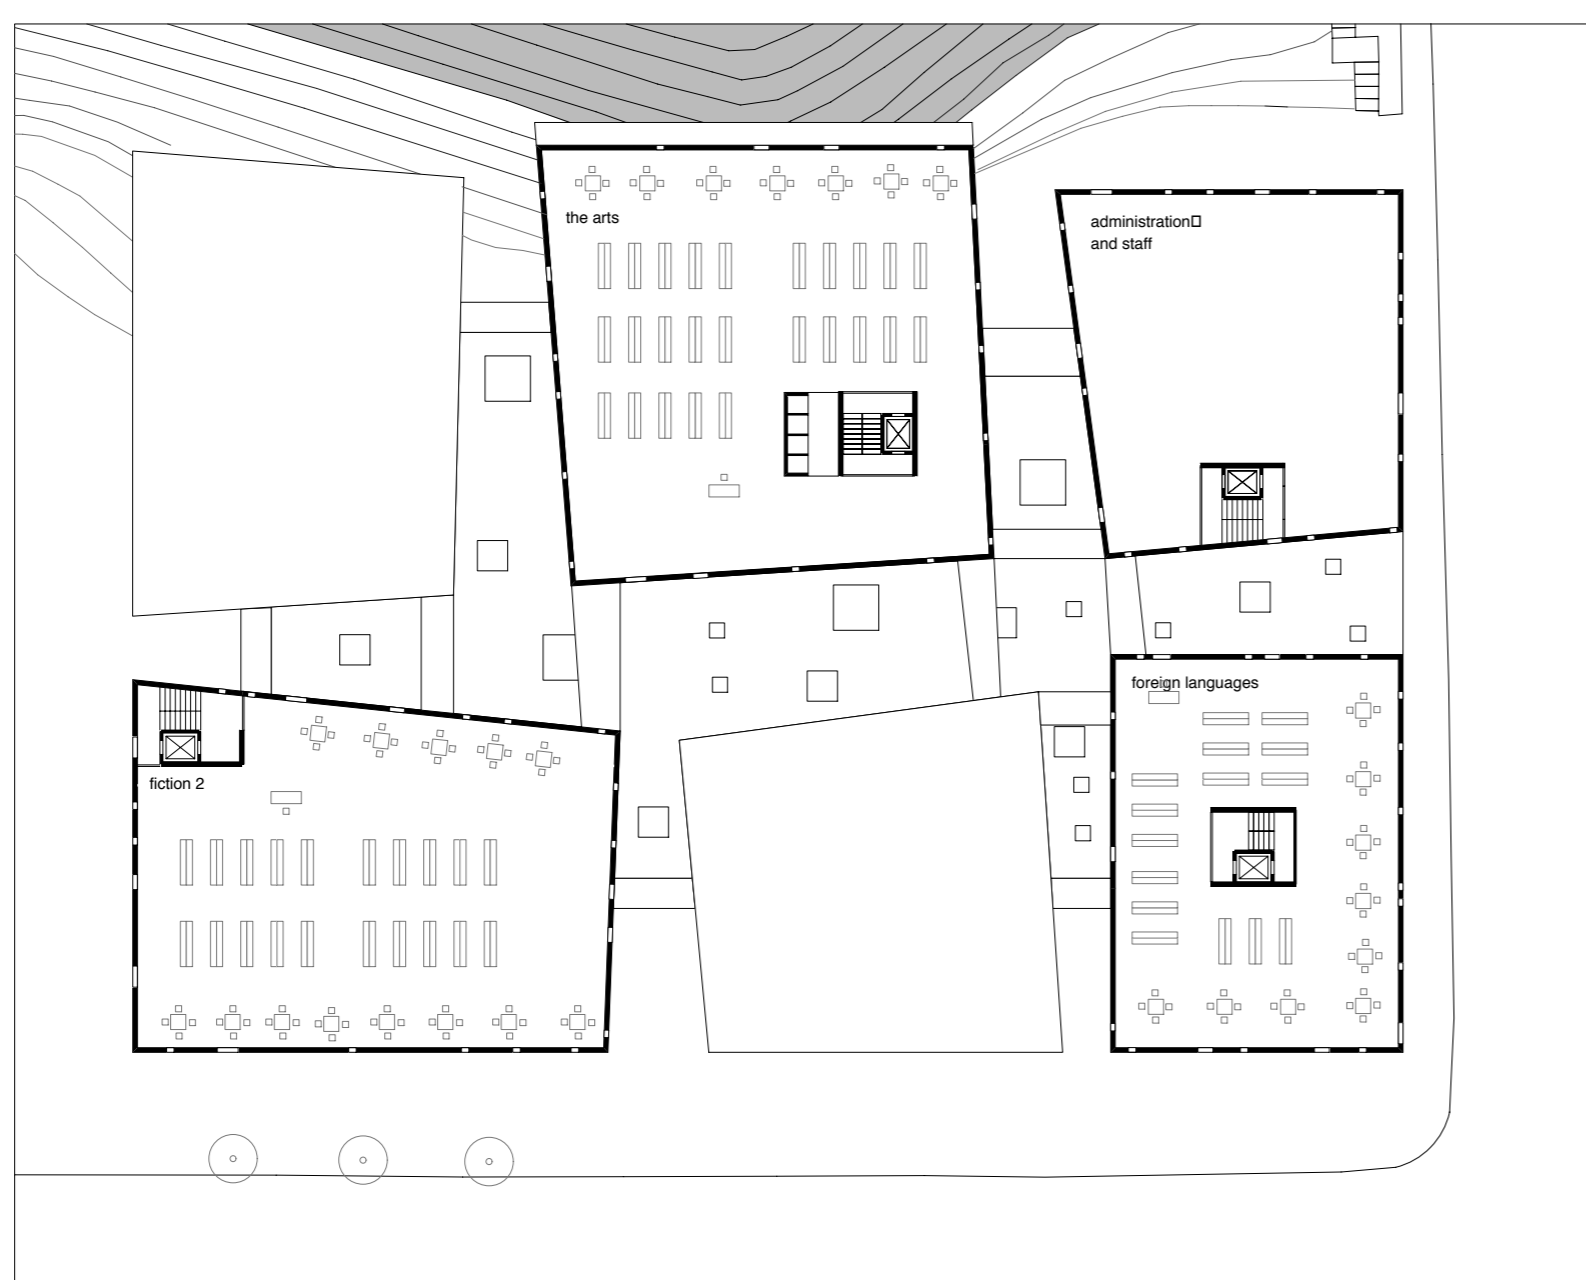 the arts
administration
and staff
foreign languages
fiction 2